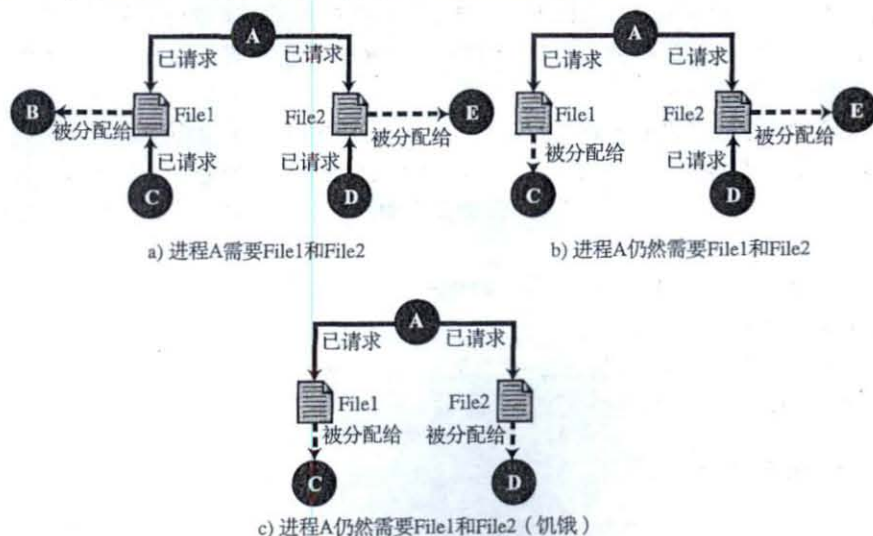 A
已请求
已请求
B
File1
被分配给
已请求
C
File2
E
被分配给
已请求
D
a) 进程A需要File1和File2
A
已请求
已请求
File1
被分配给
C
File2
E
被分配给
已请求
D
b) 进程A仍然需要File1和File2
A
已请求
已请求
File1
被分配给
C
File2
被分配给
D
c) 进程A仍然需要File1和File2（饥饿）